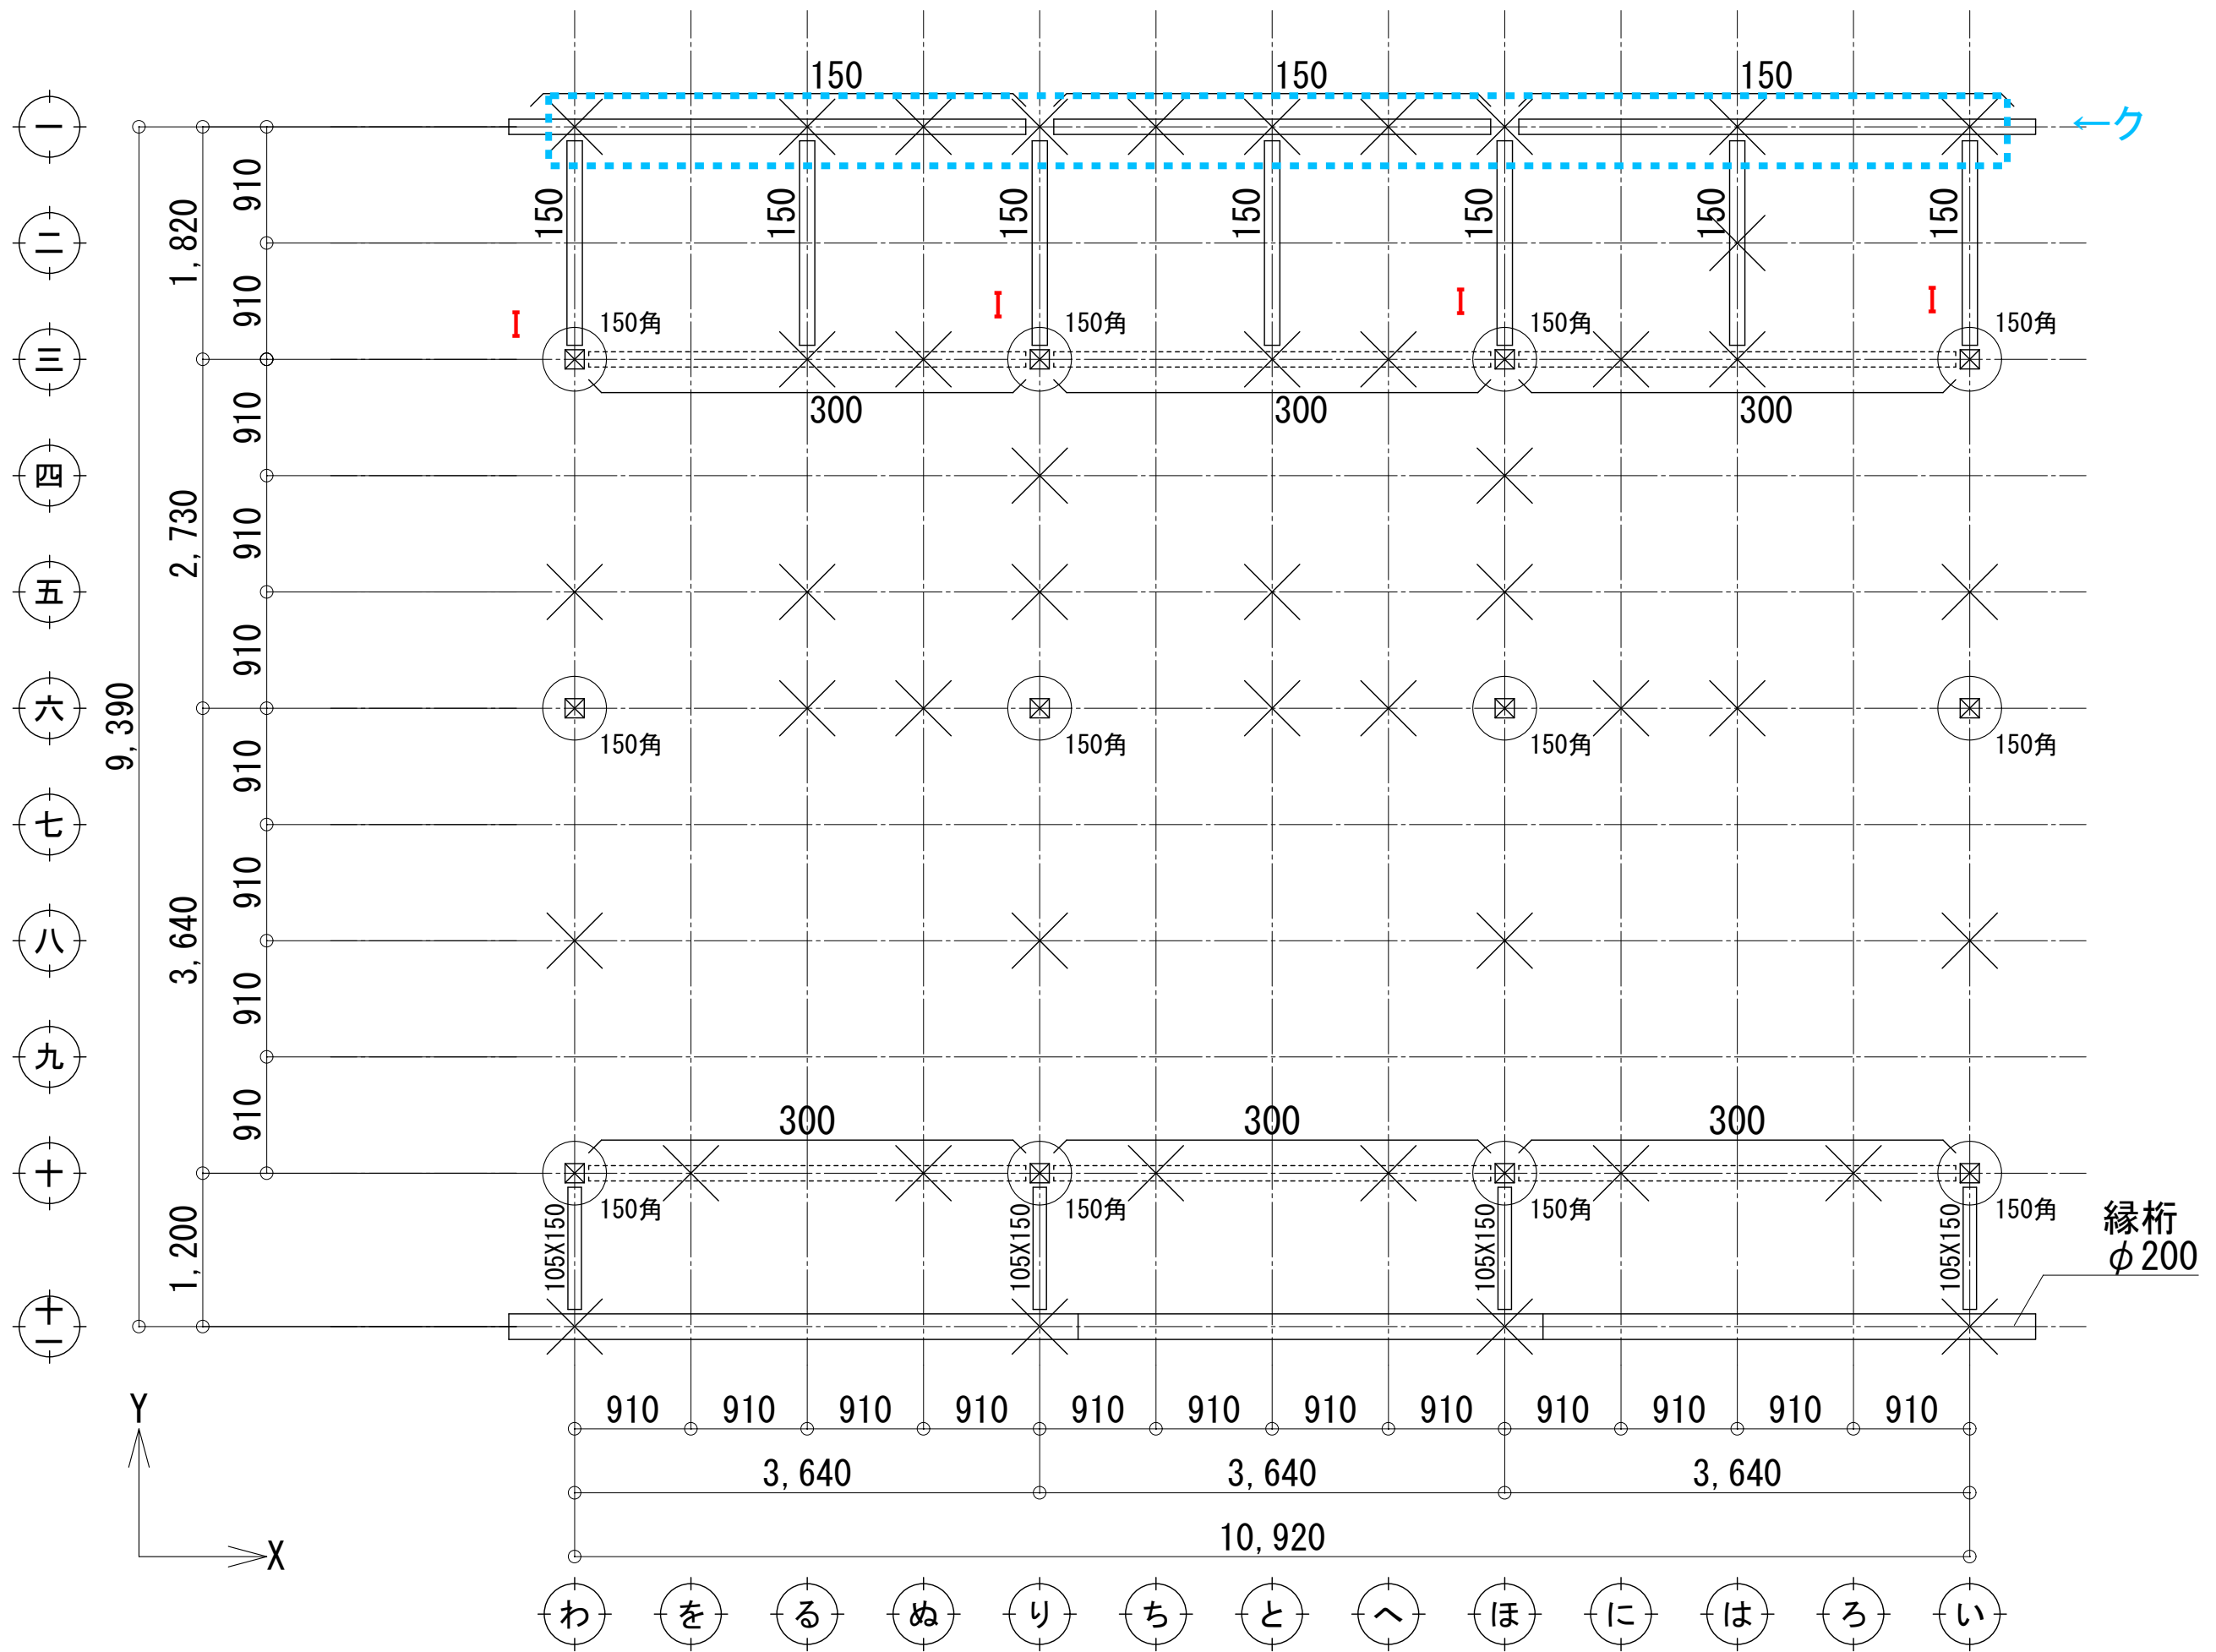 150 150 150
一
←ク
910
1,820
150 150 150 150 150 150 150
二
910
I I I I
150角 150角 150角 150角
三
300 300 300
910
四
2,730
910
五
910
9,390
六
150角 150角 150角 150角
910
七
3,640
910
八
910
九
910
300 300 300
十
150角 150角 150角 150角
1,200
105X150 105X150 105X150 105X150
縁桁
φ200
十一
Y
910 910 910 910 910 910 910 910 910 910 910 910
3,640 3,640 3,640
10,920
X
わ を る ぬ り ち と へ ほ に は ろ い